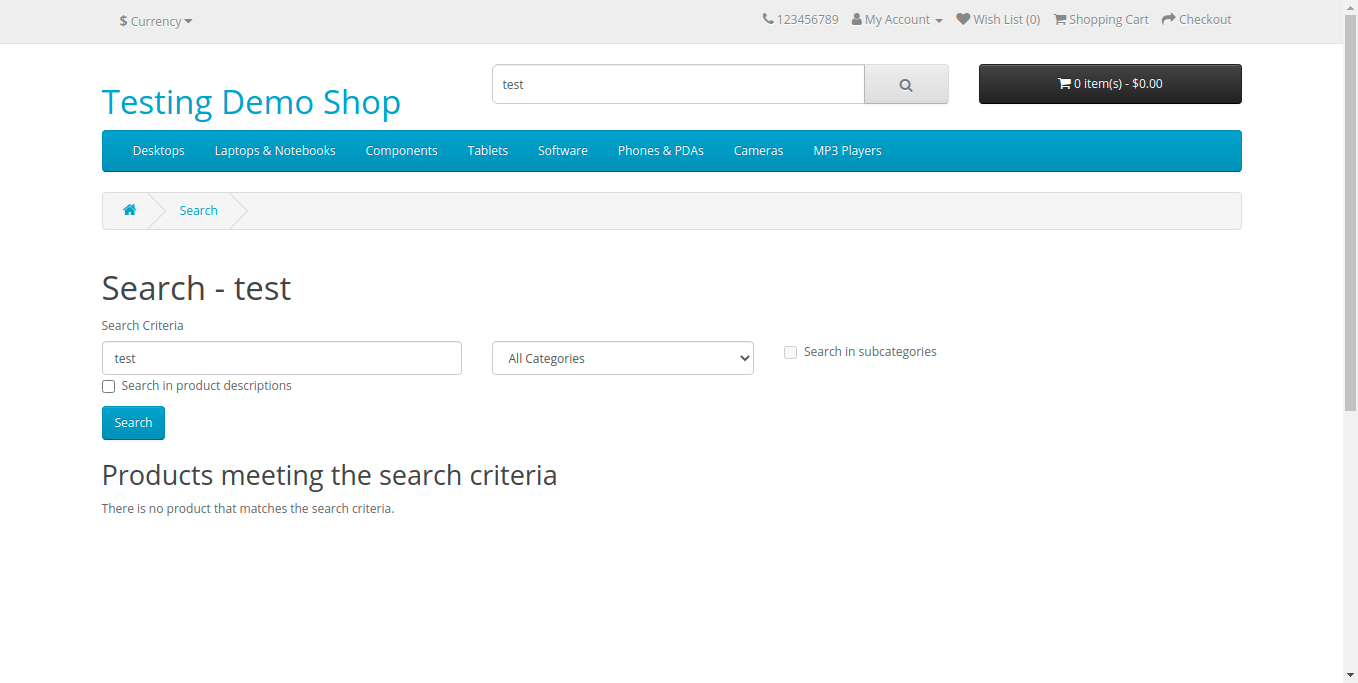 $ Currency
123456789 My Account Wish List (0) Shopping Cart Checkout
Testing Demo Shop
test
0 item(s) - $0.00
Desktops Laptops & Notebooks Components Tablets Software Phones & PDAs Cameras MP3 Players
Search
Search - test
Search Criteria
test
All Categories
Search in subcategories
Search in product descriptions
Search
Products meeting the search criteria
There is no product that matches the search criteria.